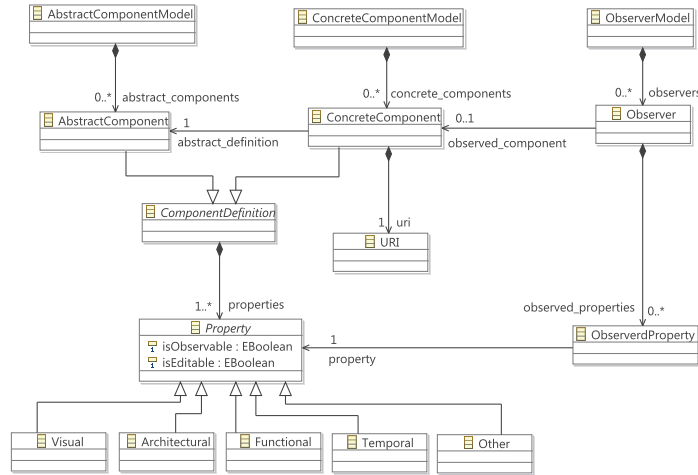 AbstractComponentModel
ConcreteComponentModel
ObserverModel
0..* abstract_components
0..* concrete_components
0..* observers
AbstractComponent
1
abstract_definition
ConcreteComponent
0..1
observed_component
Observer
ComponentDefinition
1 uri
URI
1..* properties
observed_properties 0..*
Property
isObservable : EBoolean
isEditable : EBoolean
1
property
ObserverdProperty
Visual
Architectural
Functional
Temporal
Other